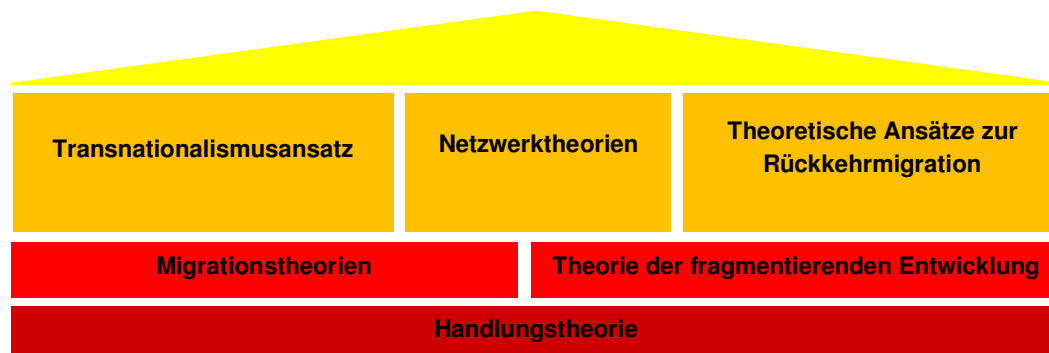 Transnationalismusansatz
Netzwerktheorien
Theoretische Ansätze zur
Rückkehrmigration
Migrationstheorien
Theorie der fragmentierenden Entwicklung
Handlungstheorie